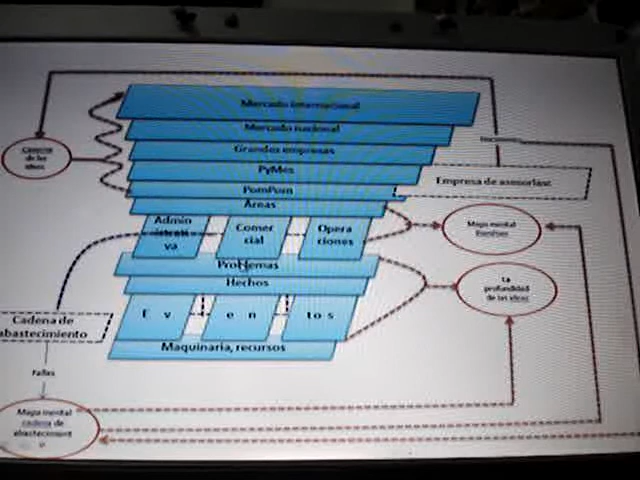 Mercado internacional
Mercado nacional
Grandes empresas
PyMes
PomPom
Áreas
Admin
istrati
va
Comer
cial
Opera
ciones
Problemas
Hechos
E v e n tos
Maquinaria, recursos
Caverna
de las
ideas
Empresa de asesorías
Mapa mental
PomPom
La
profundidad
de las ideas
Cadena de
abastecimiento
Fallas
Mapa mental
cadena de
abastecimient
o